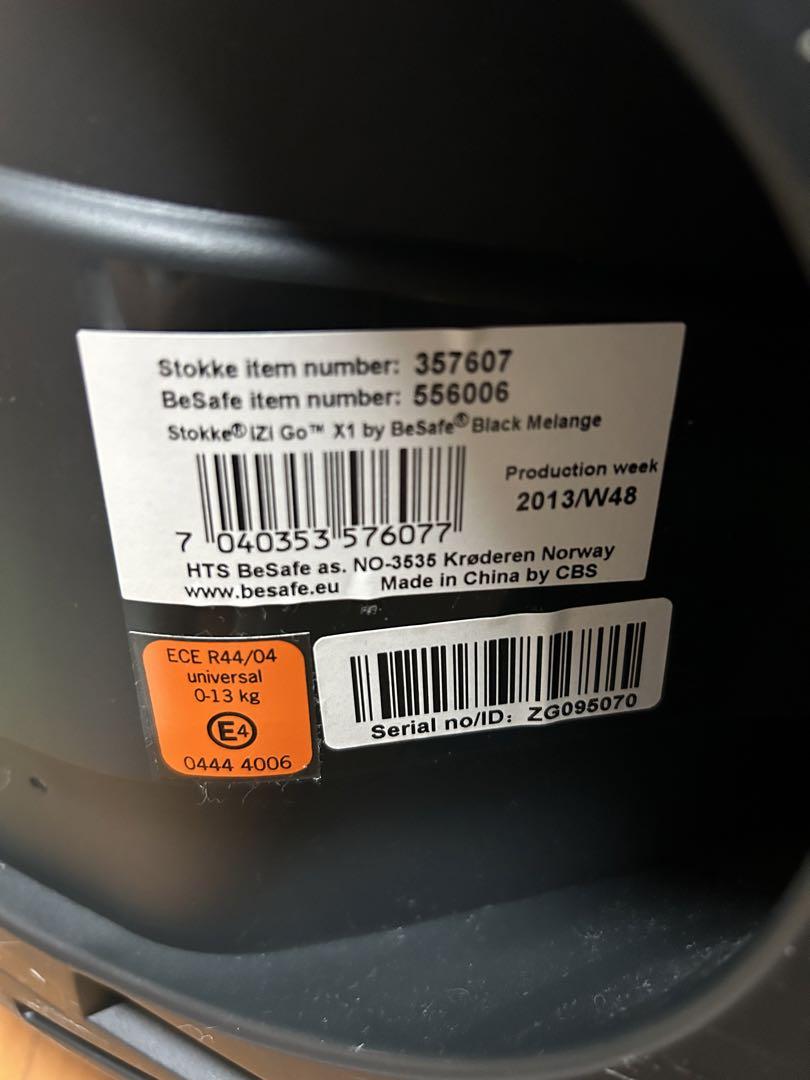 Stokke item number: 357607
BeSafe item number: 556006
Stokke® IZi Go™ X1 by BeSafe® Black Melange
Production week
2013/W48
7 040353 576077
HTS BeSafe as. NO-3535 Krøderen Norway
www.besafe.eu Made in China by CBS
ECE R44/04
universal
0-13 kg
E4
0444 4006
Serial no/ID: ZG095070